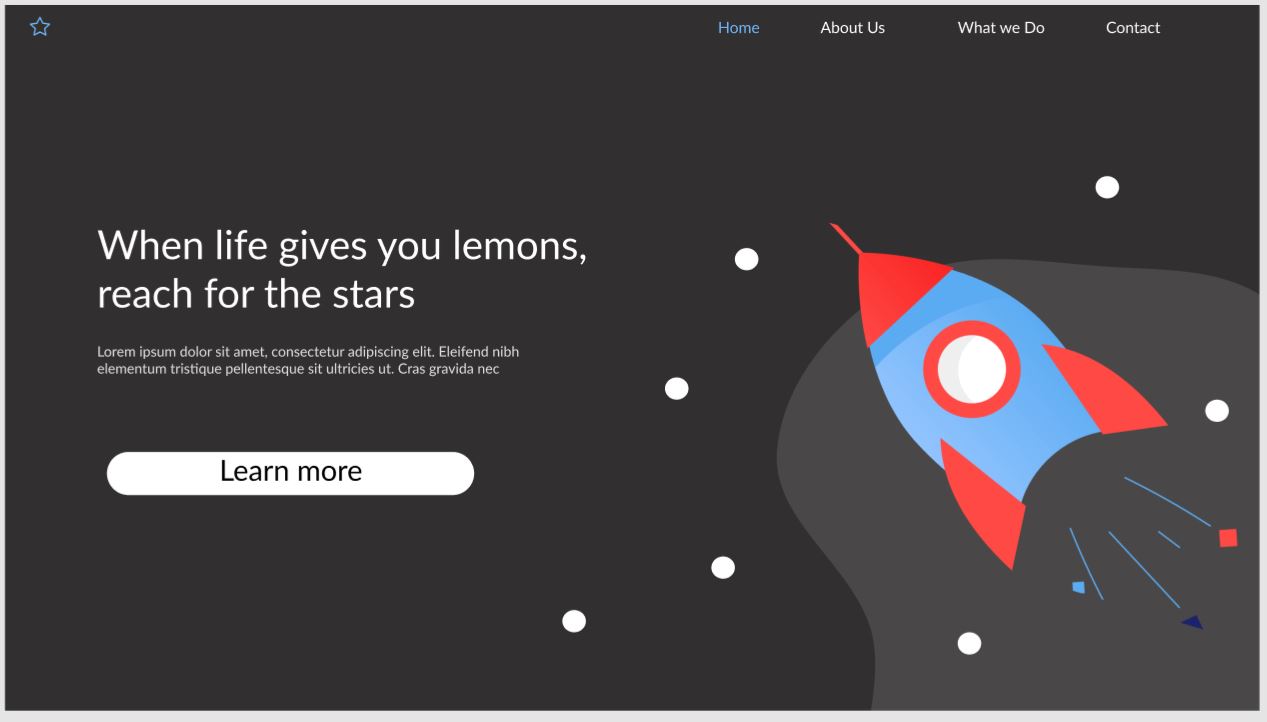 Home
About Us
What we Do
Contact
When life gives you lemons,
reach for the stars
Lorem ipsum dolor sit amet, consectetur adipiscing elit. Eleifend nibh
elementum tristique pellentesque sit ultricies ut. Cras gravida nec
Learn more